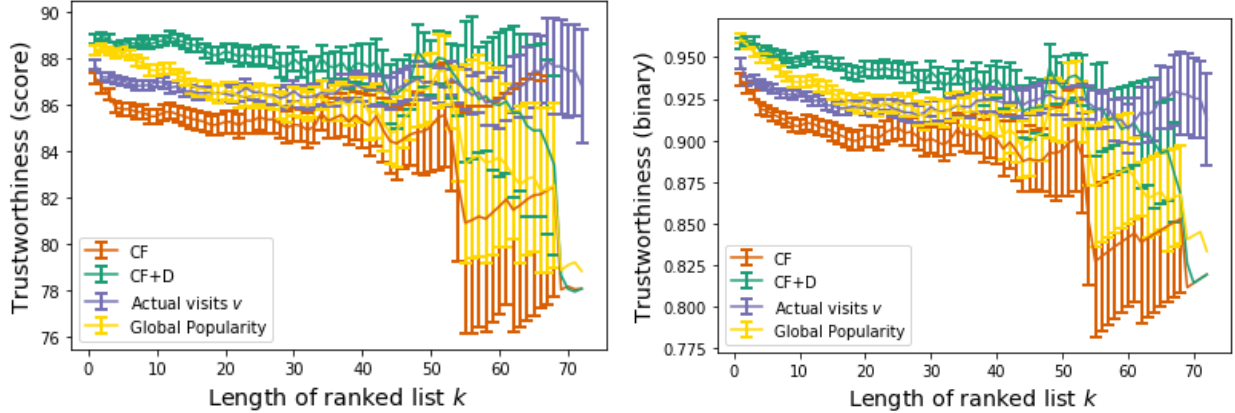 Trustworthiness (score)
90
88
86
84
82
80
78
76
CF
CF+D
Actual visits v
Global Popularity
0 10 20 30 40 50 60 70
Length of ranked list k
Trustworthiness (binary)
0.950
0.925
0.900
0.875
0.850
0.825
0.800
0.775
CF
CF+D
Actual visits v
Global Popularity
0 10 20 30 40 50 60 70
Length of ranked list k